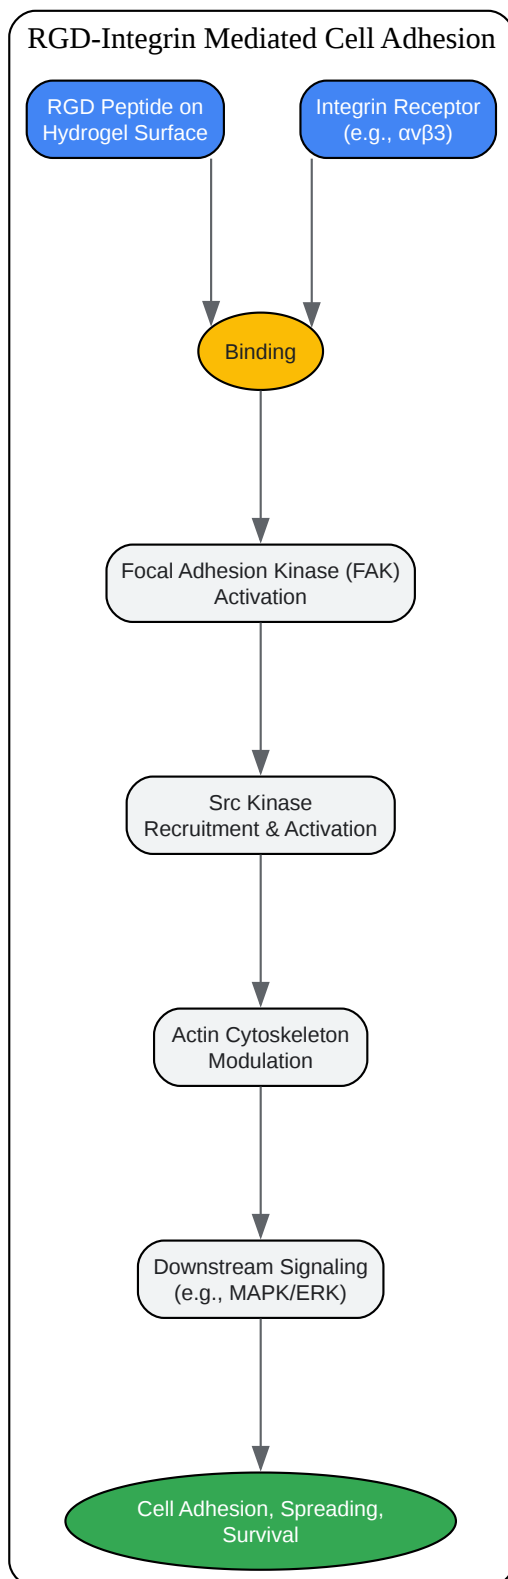 RGD-Integrin Mediated Cell Adhesion
RGD Peptide on
Hydrogel Surface
Integrin Receptor
(e.g., αvβ3)
Binding
Focal Adhesion Kinase (FAK)
Activation
Src Kinase
Recruitment & Activation
Actin Cytoskeleton
Modulation
Downstream Signaling
(e.g., MAPK/ERK)
Cell Adhesion, Spreading,
Survival